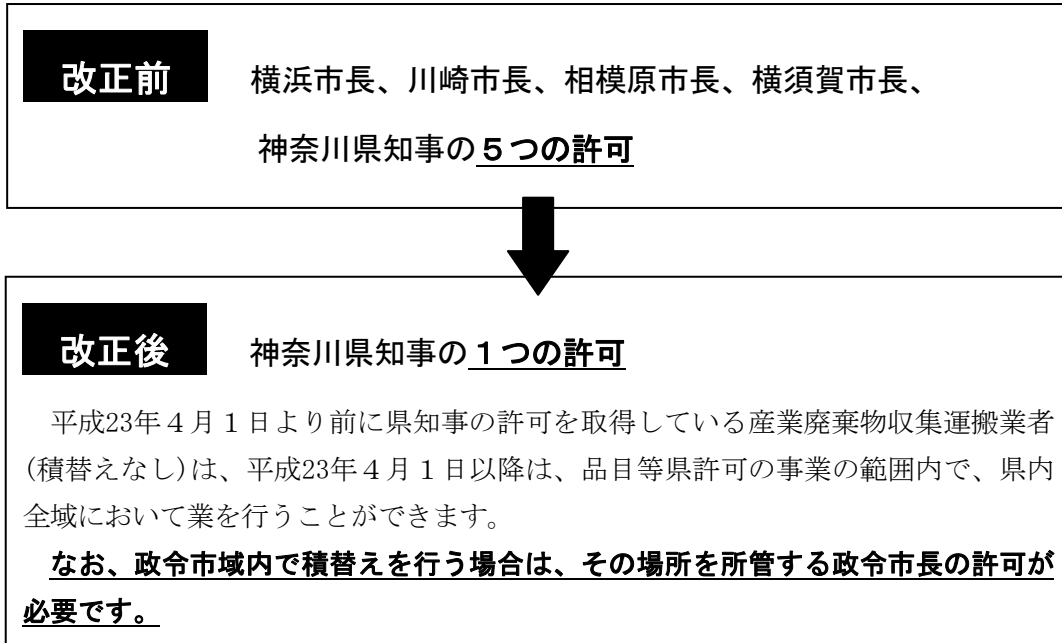 改正前
横浜市長、川崎市長、相模原市長、横須賀市長、
神奈川県知事の５つの許可
改正後
神奈川県知事の１つの許可
平成23年４月１日より前に県知事の許可を取得している産業廃棄物収集運搬業者
(積替えなし)は、平成23年４月１日以降は、品目等県許可の事業の範囲内で、県内
全域において業を行うことができます。
なお、政令市域内で積替えを行う場合は、その場所を所管する政令市長の許可が
必要です。